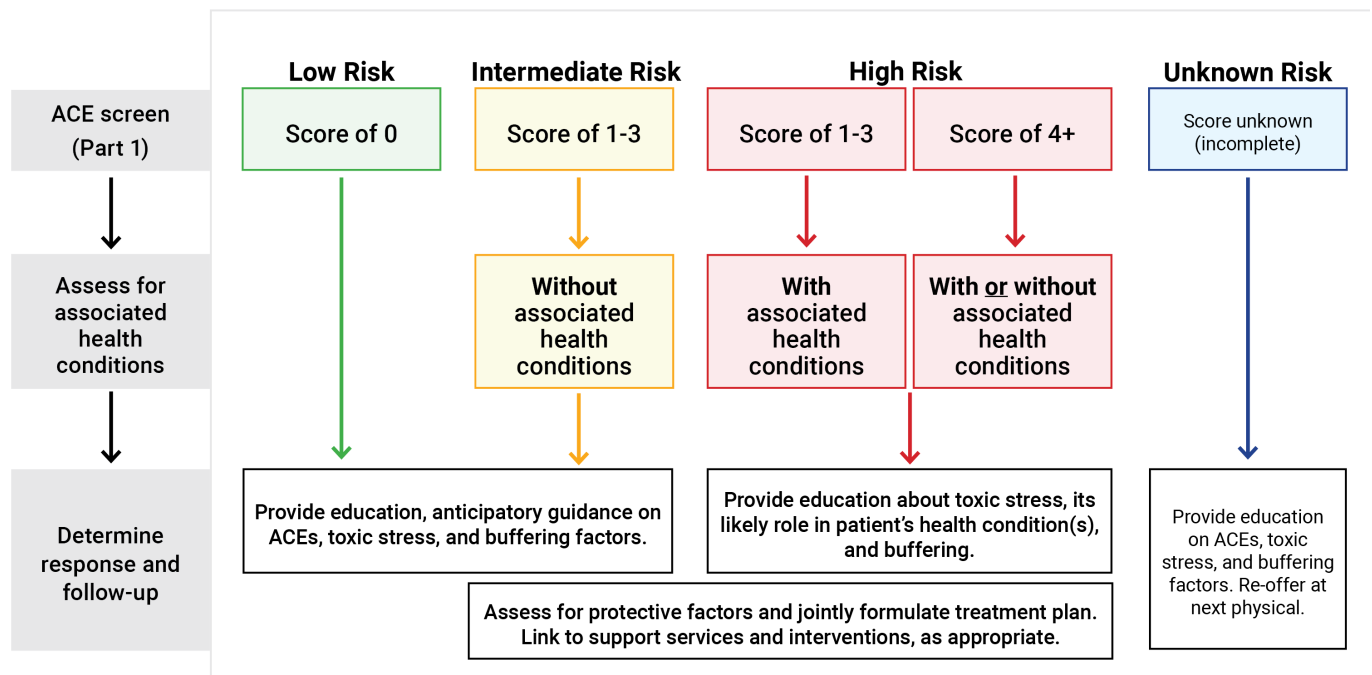 Low Risk
Intermediate Risk
High Risk
Unknown Risk
ACE screen
(Part 1)
Score of 0
Score of 1-3
Score of 1-3
Score of 4+
Score unknown
(incomplete)
Assess for
associated
health
conditions
Without
associated
health
conditions
With
associated
health
conditions
With or without
associated
health
conditions
Determine
response and
follow-up
Provide education, anticipatory guidance on
ACEs, toxic stress, and buffering factors.
Provide education about toxic stress, its
likely role in patient’s health condition(s),
and buffering.
Provide education
on ACEs, toxic
stress, and buffering
factors. Re-offer at
next physical.
Assess for protective factors and jointly formulate treatment plan.
Link to support services and interventions, as appropriate.